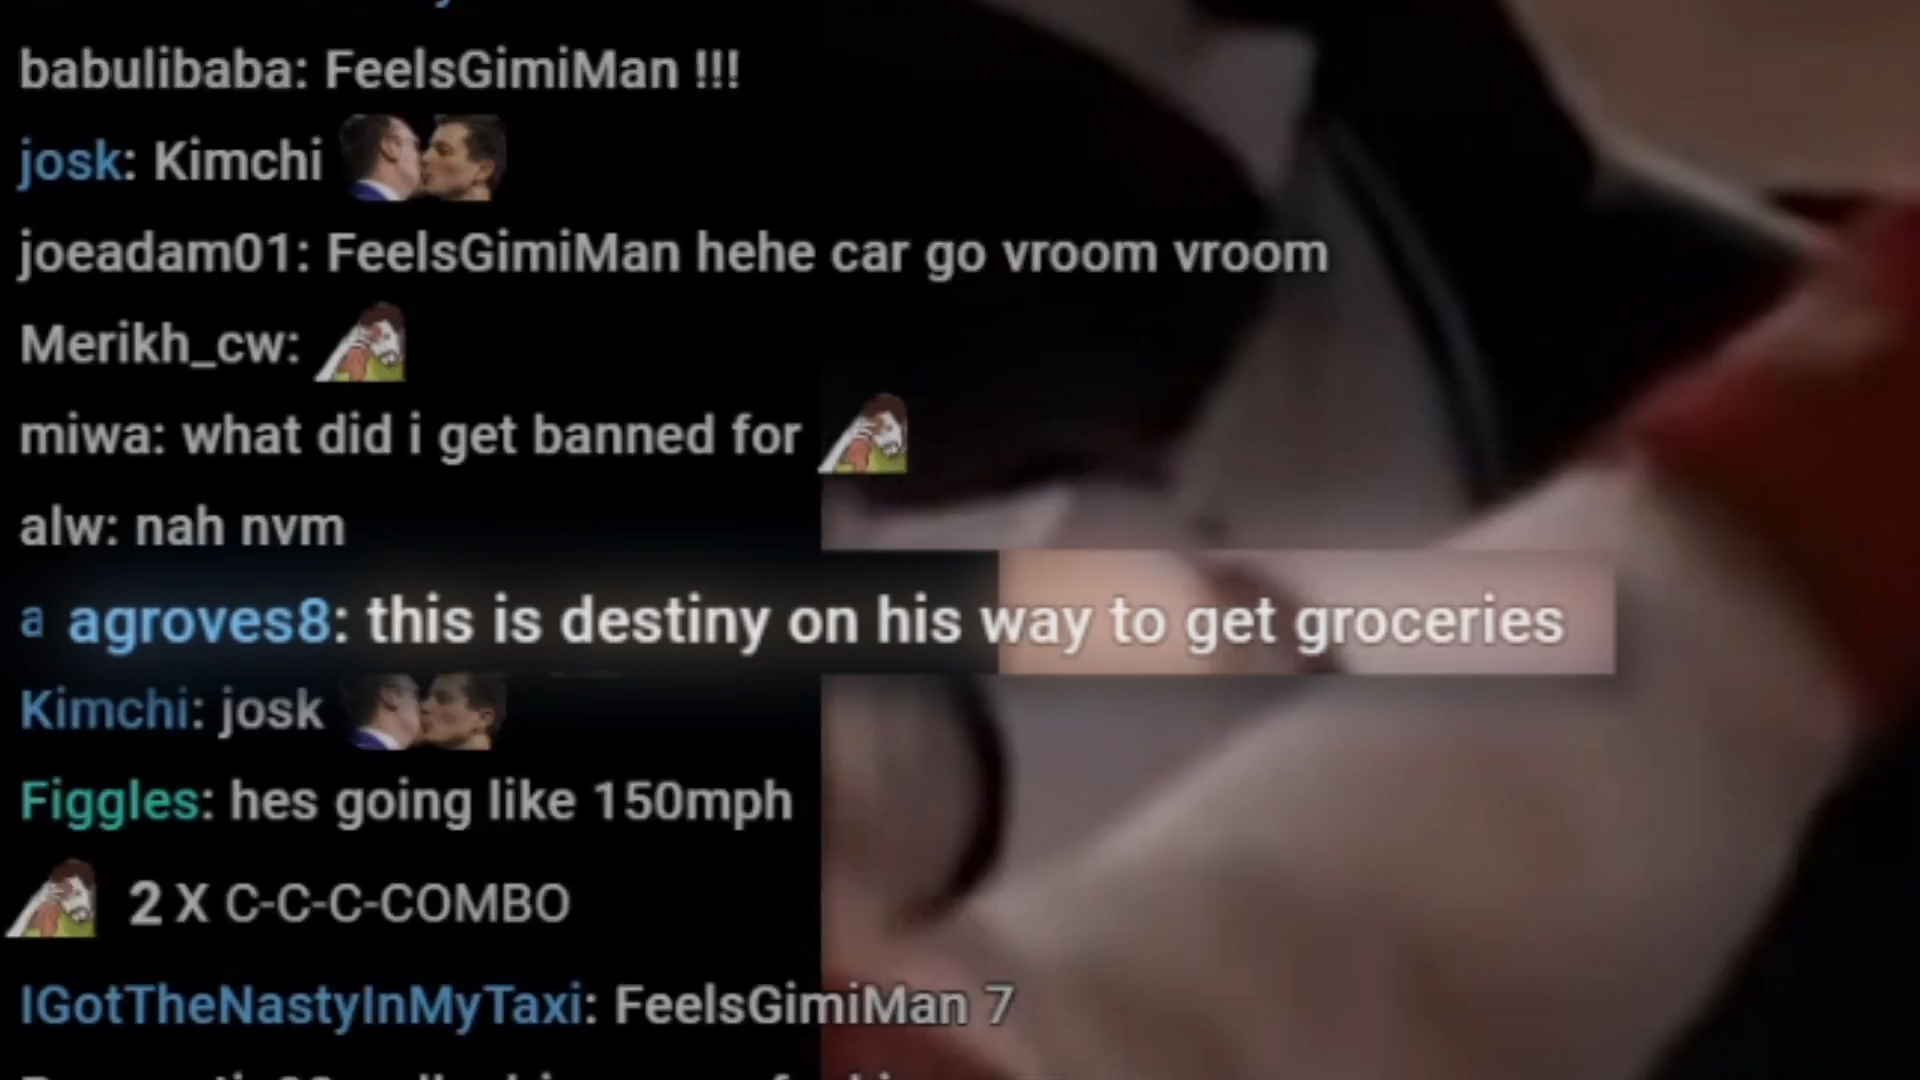 babulibaba: FeelsGimiMan !!!
josk: Kimchi
joeadam01: FeelsGimiMan hehe car go vroom vroom
Merikh_cw:
miwa: what did i get banned for
alw: nah nvm
a agroves8: this is destiny on his way to get groceries
Kimchi: josk
Figgles: hes going like 150mph
2 X C-C-C-COMBO
IGotTheNastyInMyTaxi: FeelsGimiMan 7